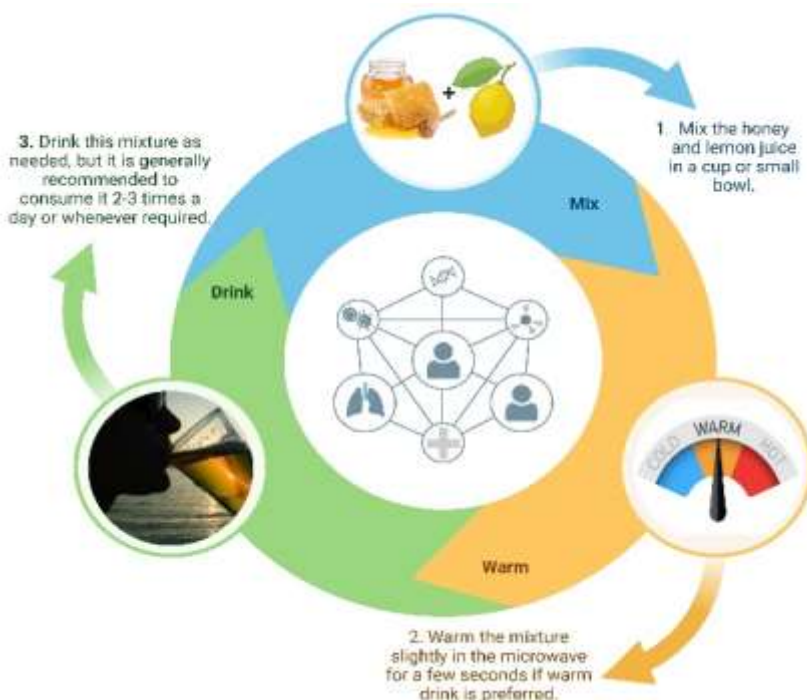 1. Mix the honey
and lemon juice
in a cup or small
bowl.
3. Drink this mixture as
needed, but it is generally
recommended to
consume it 2-3 times a
day or whenever required.
+
Mix
Drink
COLD WARM HOT
Warm
2. Warm the mixture
slightly in the microwave
for a few seconds if warm
drink is preferred.